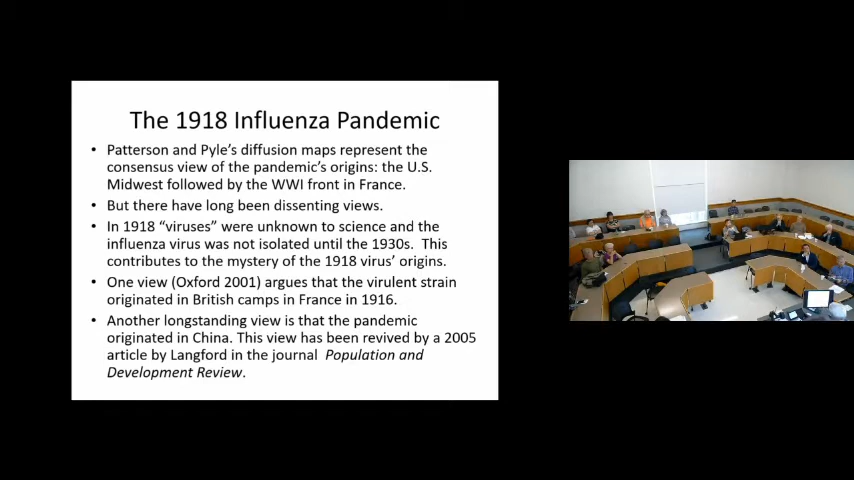 The 1918 Influenza Pandemic
• Patterson and Pyle's diffusion maps represent the
consensus view of the pandemic's origins: the U.S.
Midwest followed by the WWI front in France.
• But there have long been dissenting views.
• In 1918 “viruses” were unknown to science and the
influenza virus was not isolated until the 1930s.  This
contributes to the mystery of the 1918 virus' origins.
• One view (Oxford 2001) argues that the virulent strain
originated in British camps in France in 1916.
• Another longstanding view is that the pandemic
originated in China. This view has been revived by a 2005
article by Langford in the journal  Population and
Development Review.